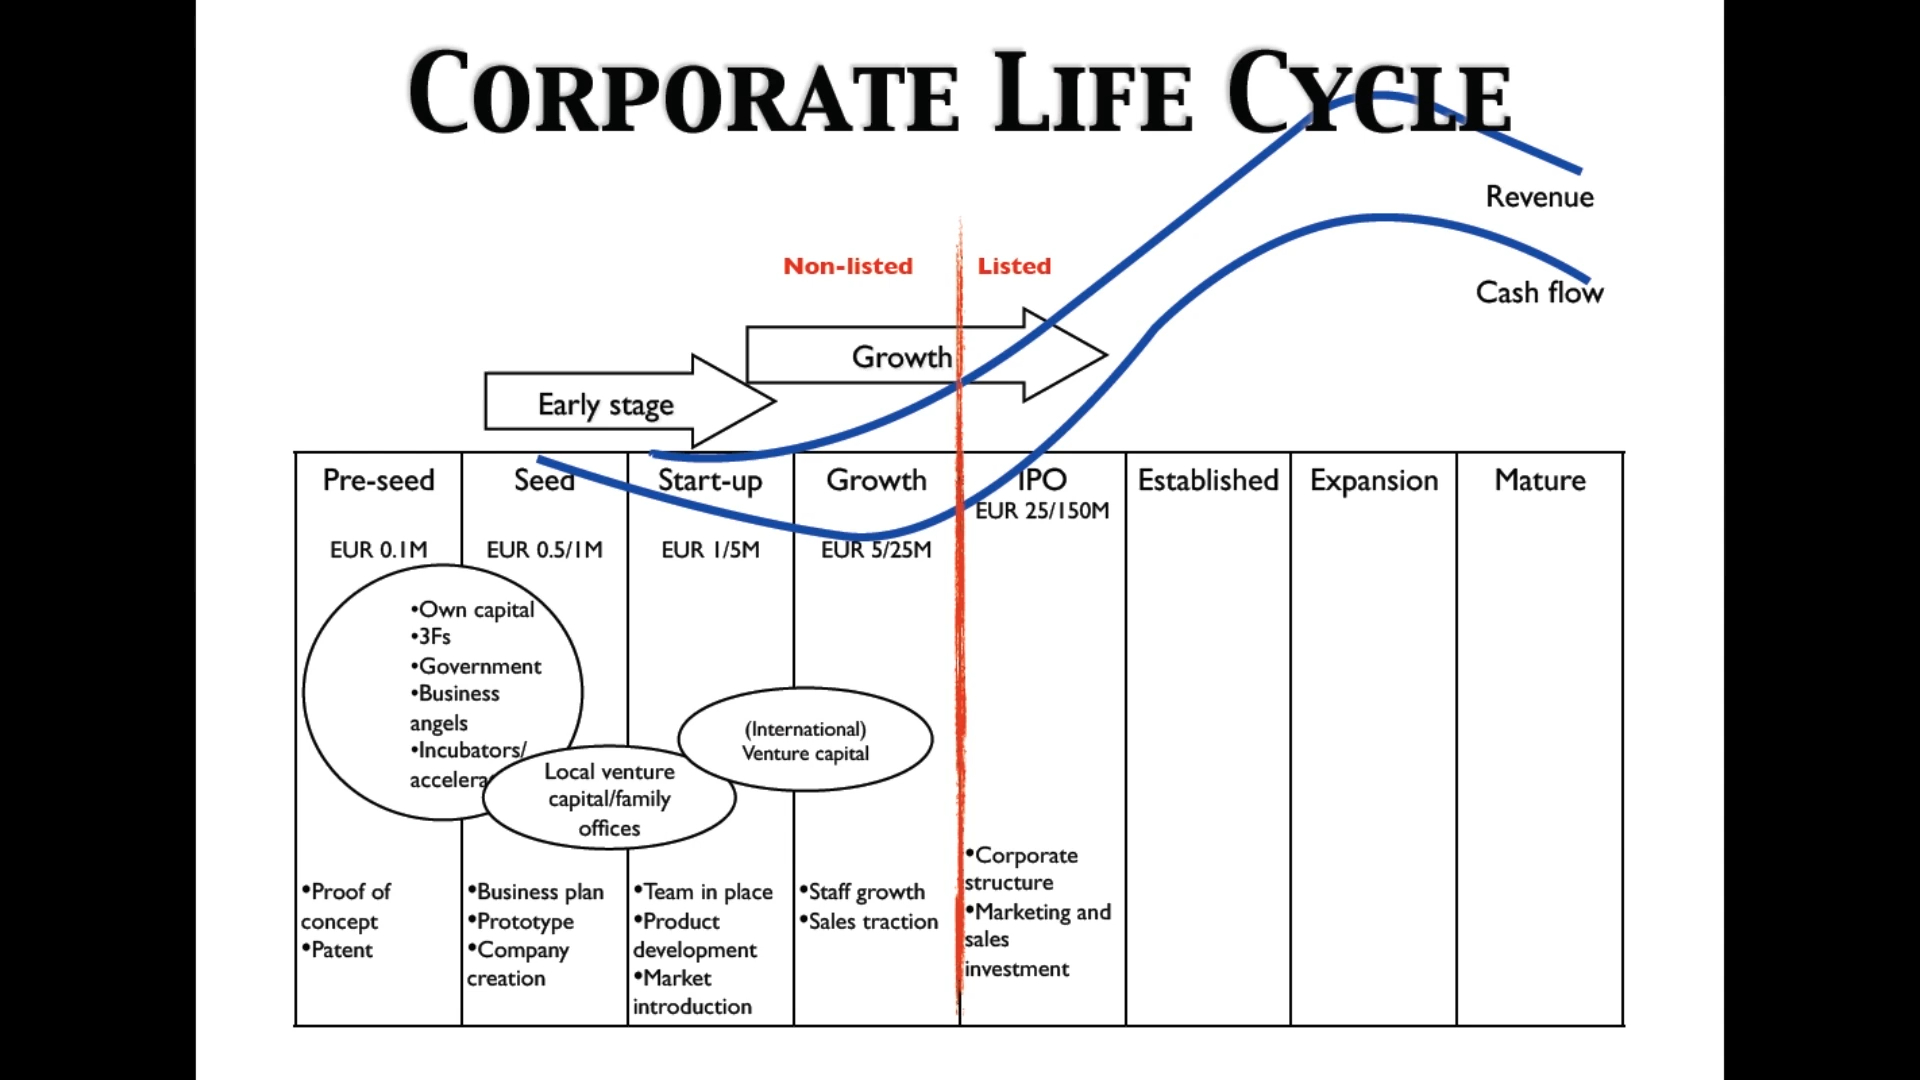 CORPORATE LIFE CYCLE
Revenue
Non-listed
Listed
Cash flow
Growth
Early stage
Pre-seed
Seed
Start-up
Growth
IPO
Established
Expansion
Mature
EUR 25/150M
EUR 0.1M
EUR 0.5/1M
EUR 1/5M
EUR 5/25M
•Own capital
•3Fs
•Government
•Business
angels
•Incubators/
(International)
Venture capital
Local venture
capital/family
offices
•Proof of
concept
•Patent
•Business plan
•Prototype
•Company
creation
•Team in place
•Product
development
•Market
introduction
•Staff growth
•Sales traction
•Corporate
structure
•Marketing and
sales
investment